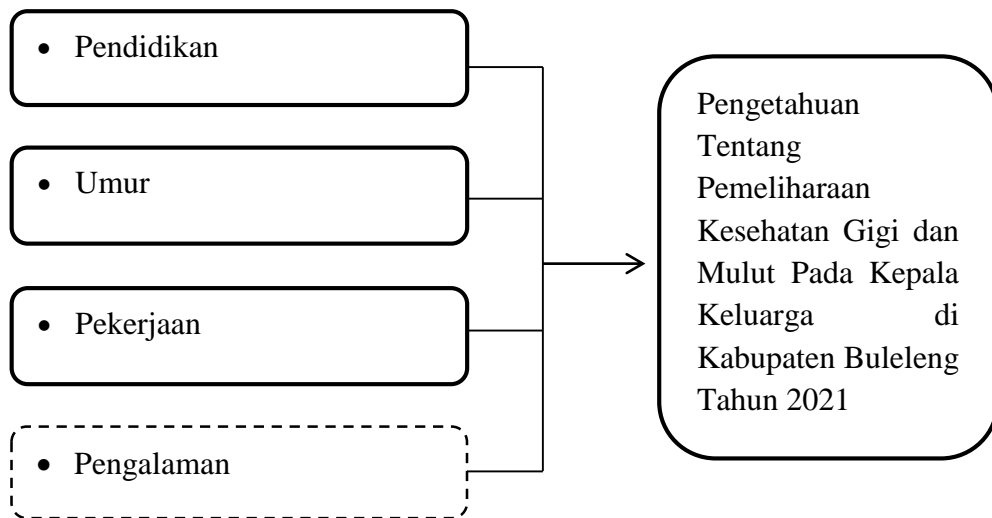 • Pendidikan
• Umur
• Pekerjaan
• Pengalaman
Pengetahuan
Tentang
Pemeliharaan
Kesehatan Gigi dan
Mulut Pada Kepala
Keluarga di
Kabupaten Buleleng
Tahun 2021